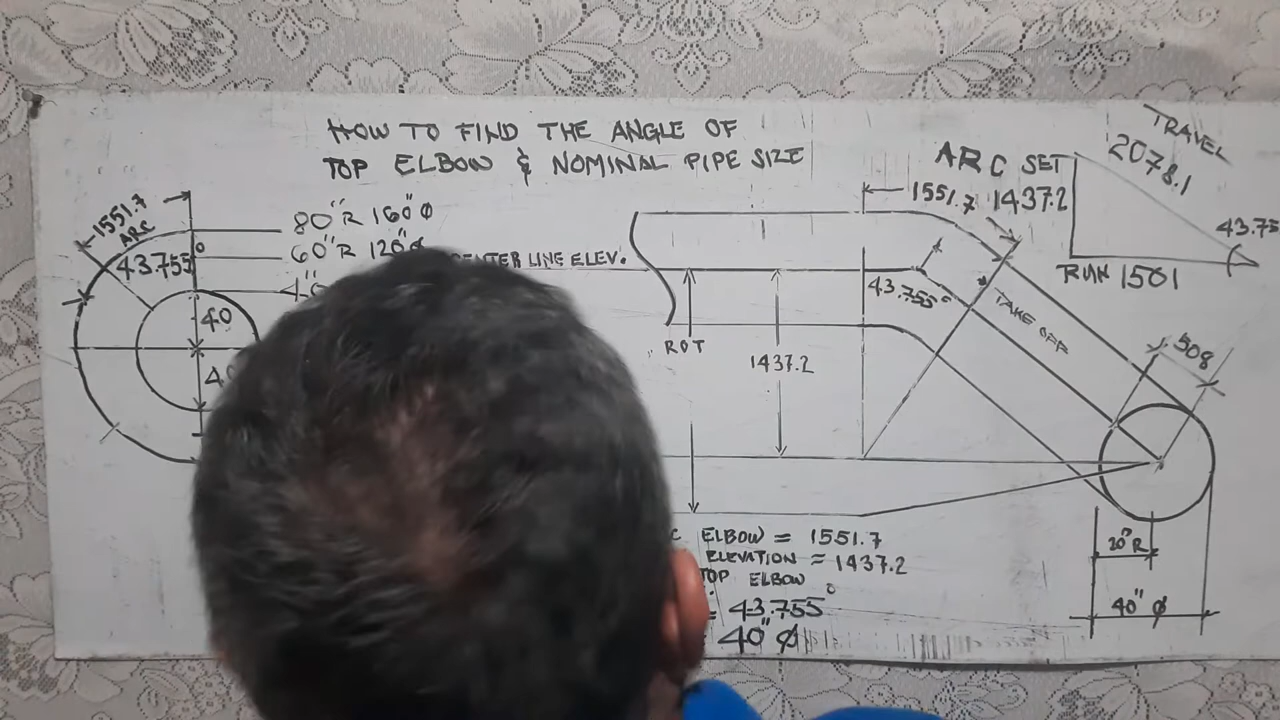 HOW TO FIND THE ANGLE OF
TOP ELBOW & NOMINAL PIPE SIZE
1551.7
ARC
43.755°
80"R 160"Ø
60"R 120"Ø
40
CENTER LINE ELEV.
ROT
1437.2
43.755°
1551.7
TAKE OFF
508
20"R
40" Ø
ARC SET
1437.2
TRAVEL
2078.1
43.75
RUN 1501
ELBOW = 1551.7
ELEVATION = 1437.2
TOP ELBOW
= 43.755°
= 40" Ø